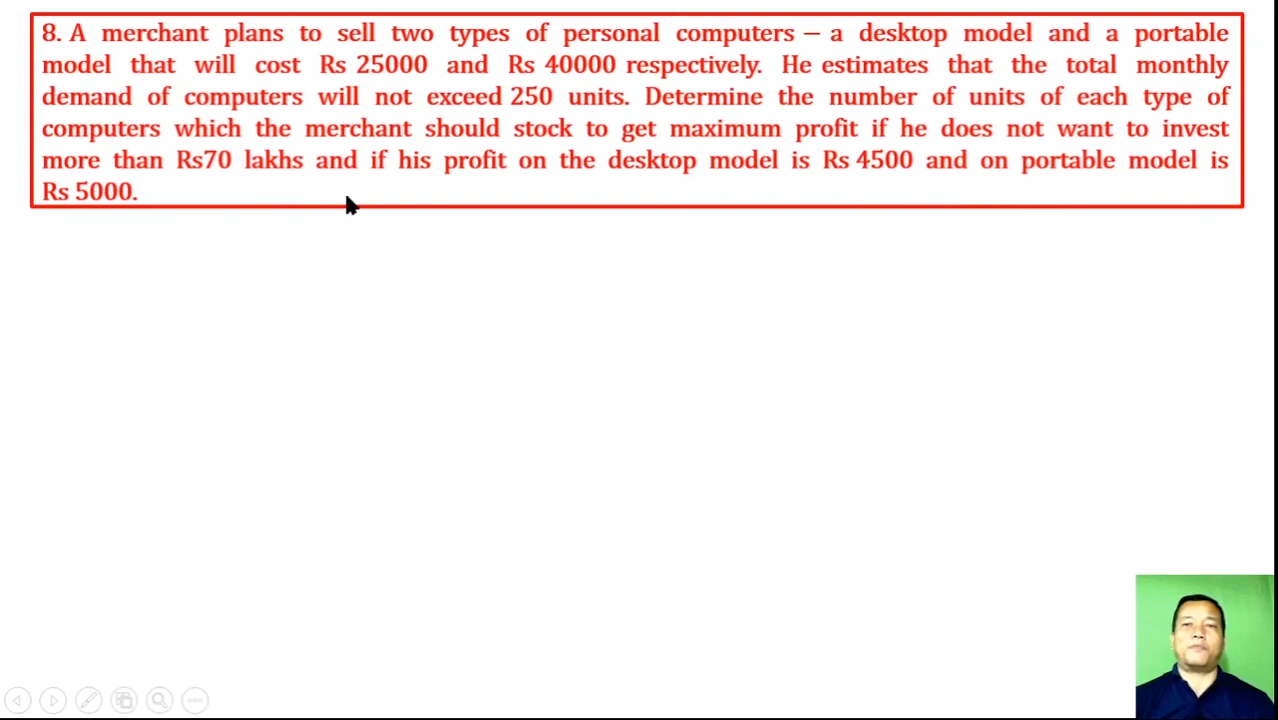 8. A merchant plans to sell two types of personal computers – a desktop model and a portable
model that will cost Rs 25000 and Rs 40000 respectively. He estimates that the total monthly
demand of computers will not exceed 250 units. Determine the number of units of each type of
computers which the merchant should stock to get maximum profit if he does not want to invest
more than Rs70 lakhs and if his profit on the desktop model is Rs 4500 and on portable model is
Rs 5000.